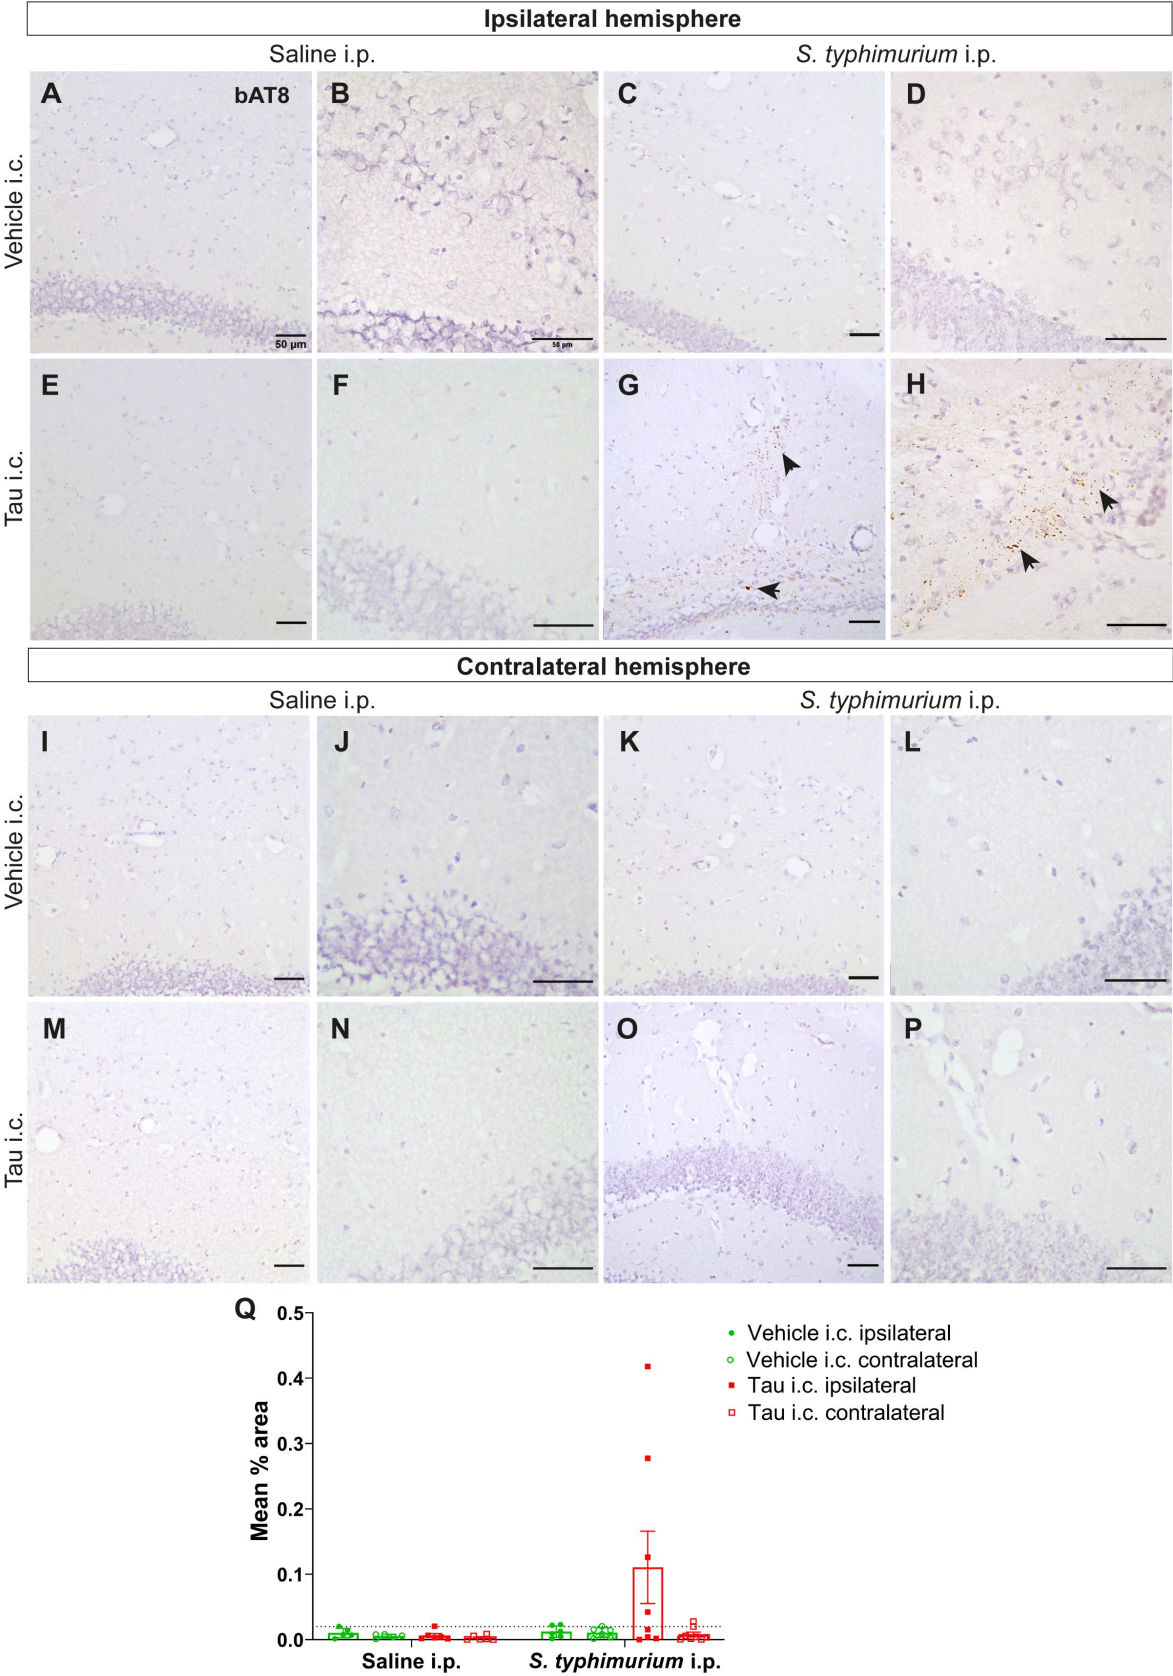 Ipsilateral hemisphere
Saline i.p.
S. typhimurium i.p.
Vehicle i.c.
A
bAT8
B
C
D
50 µm
50 µm
Tau i.c.
E
F
G
H
Contralateral hemisphere
Saline i.p.
S. typhimurium i.p.
Vehicle i.c.
I
J
K
L
Tau i.c.
M
N
O
P
Q
Mean % area
0.5
0.4
0.3
0.2
0.1
0.0
Vehicle i.c. ipsilateral
Vehicle i.c. contralateral
Tau i.c. ipsilateral
Tau i.c. contralateral
Saline i.p.
S. typhimurium i.p.